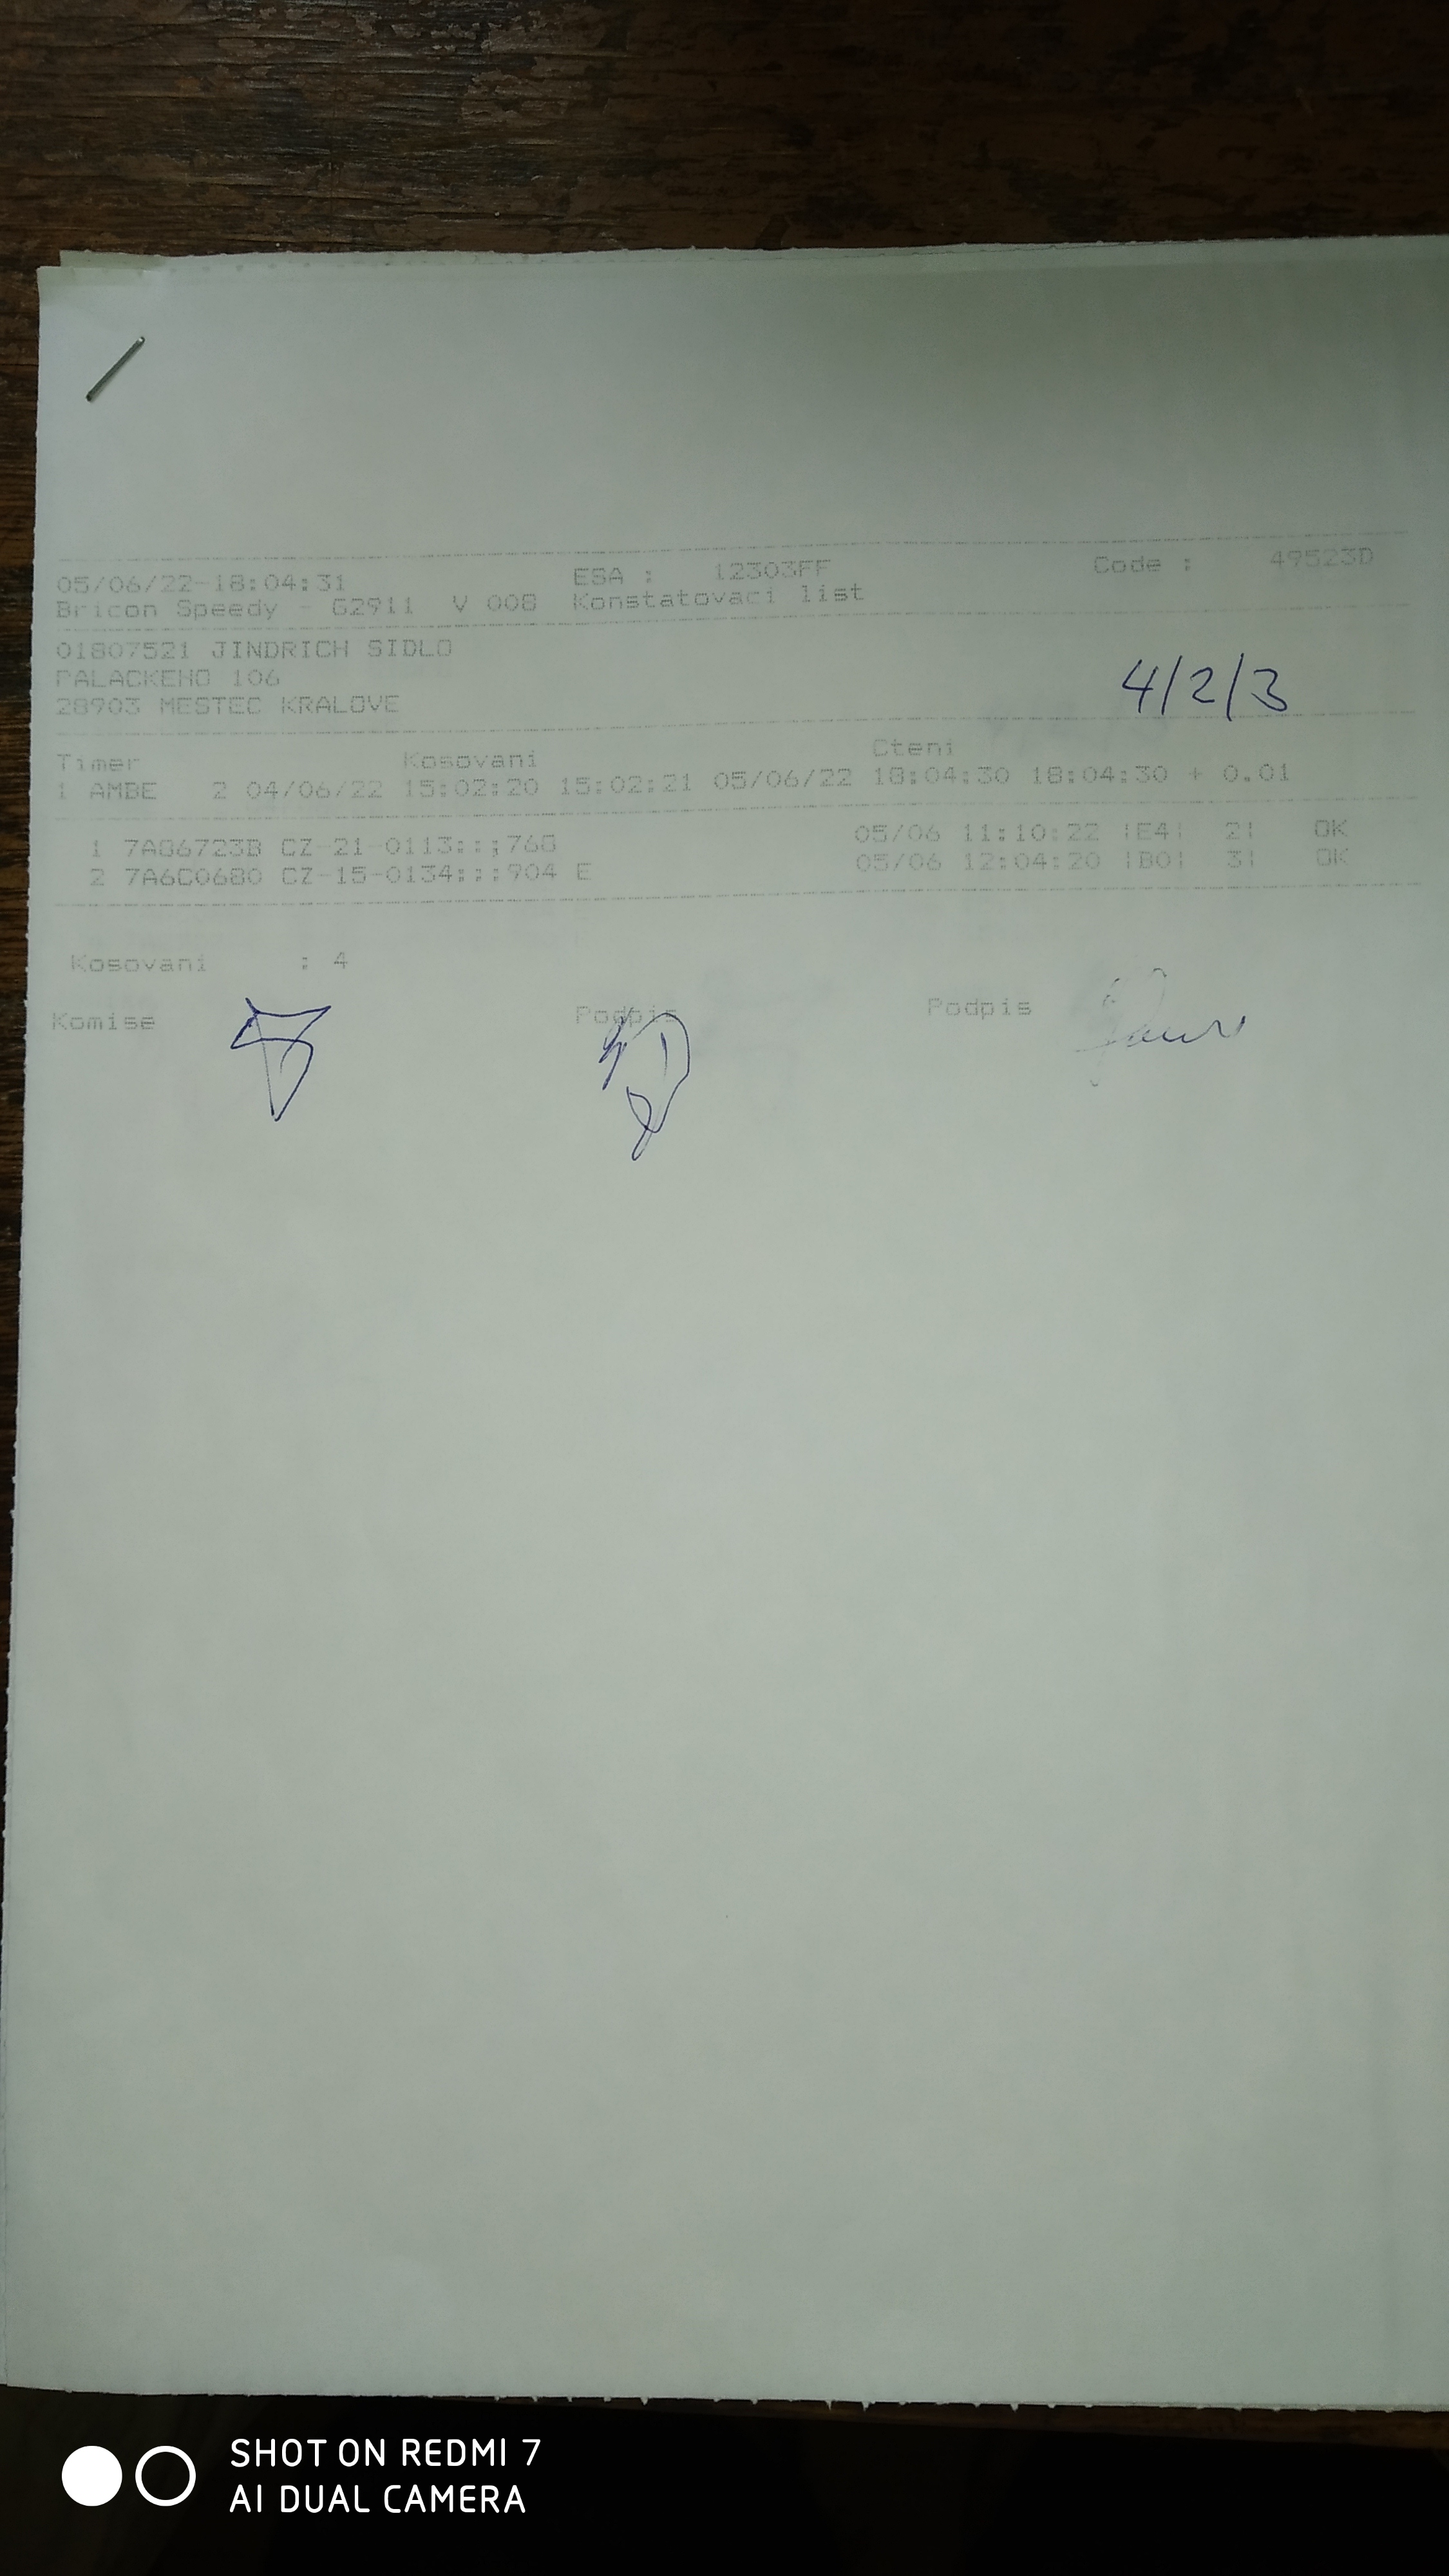 05/06/22-18:04:31 ESA : 12303FF Code : 49523D
Bricon Speedy - G2911 V 008 Konstatovaci list
01807521 JINDRICH SIDLO
PALACKEHO 106
28903 MESTEC KRALOVE
4/2/3
Timer Kosovani Cteni
1 AMBE 2 04/06/22 15:02:20 15:02:21 05/06/22 18:04:30 18:04:30 + 0.01
1 7A86723B CZ-21-0113::;768 05/06 11:10:22 |E4| 2| OK
2 7A6C0680 CZ-15-0134:::904 E 05/06 12:04:20 |B0| 3| OK
Kosovani : 4
Komise Podpis Podpis
SHOT ON REDMI 7
AI DUAL CAMERA